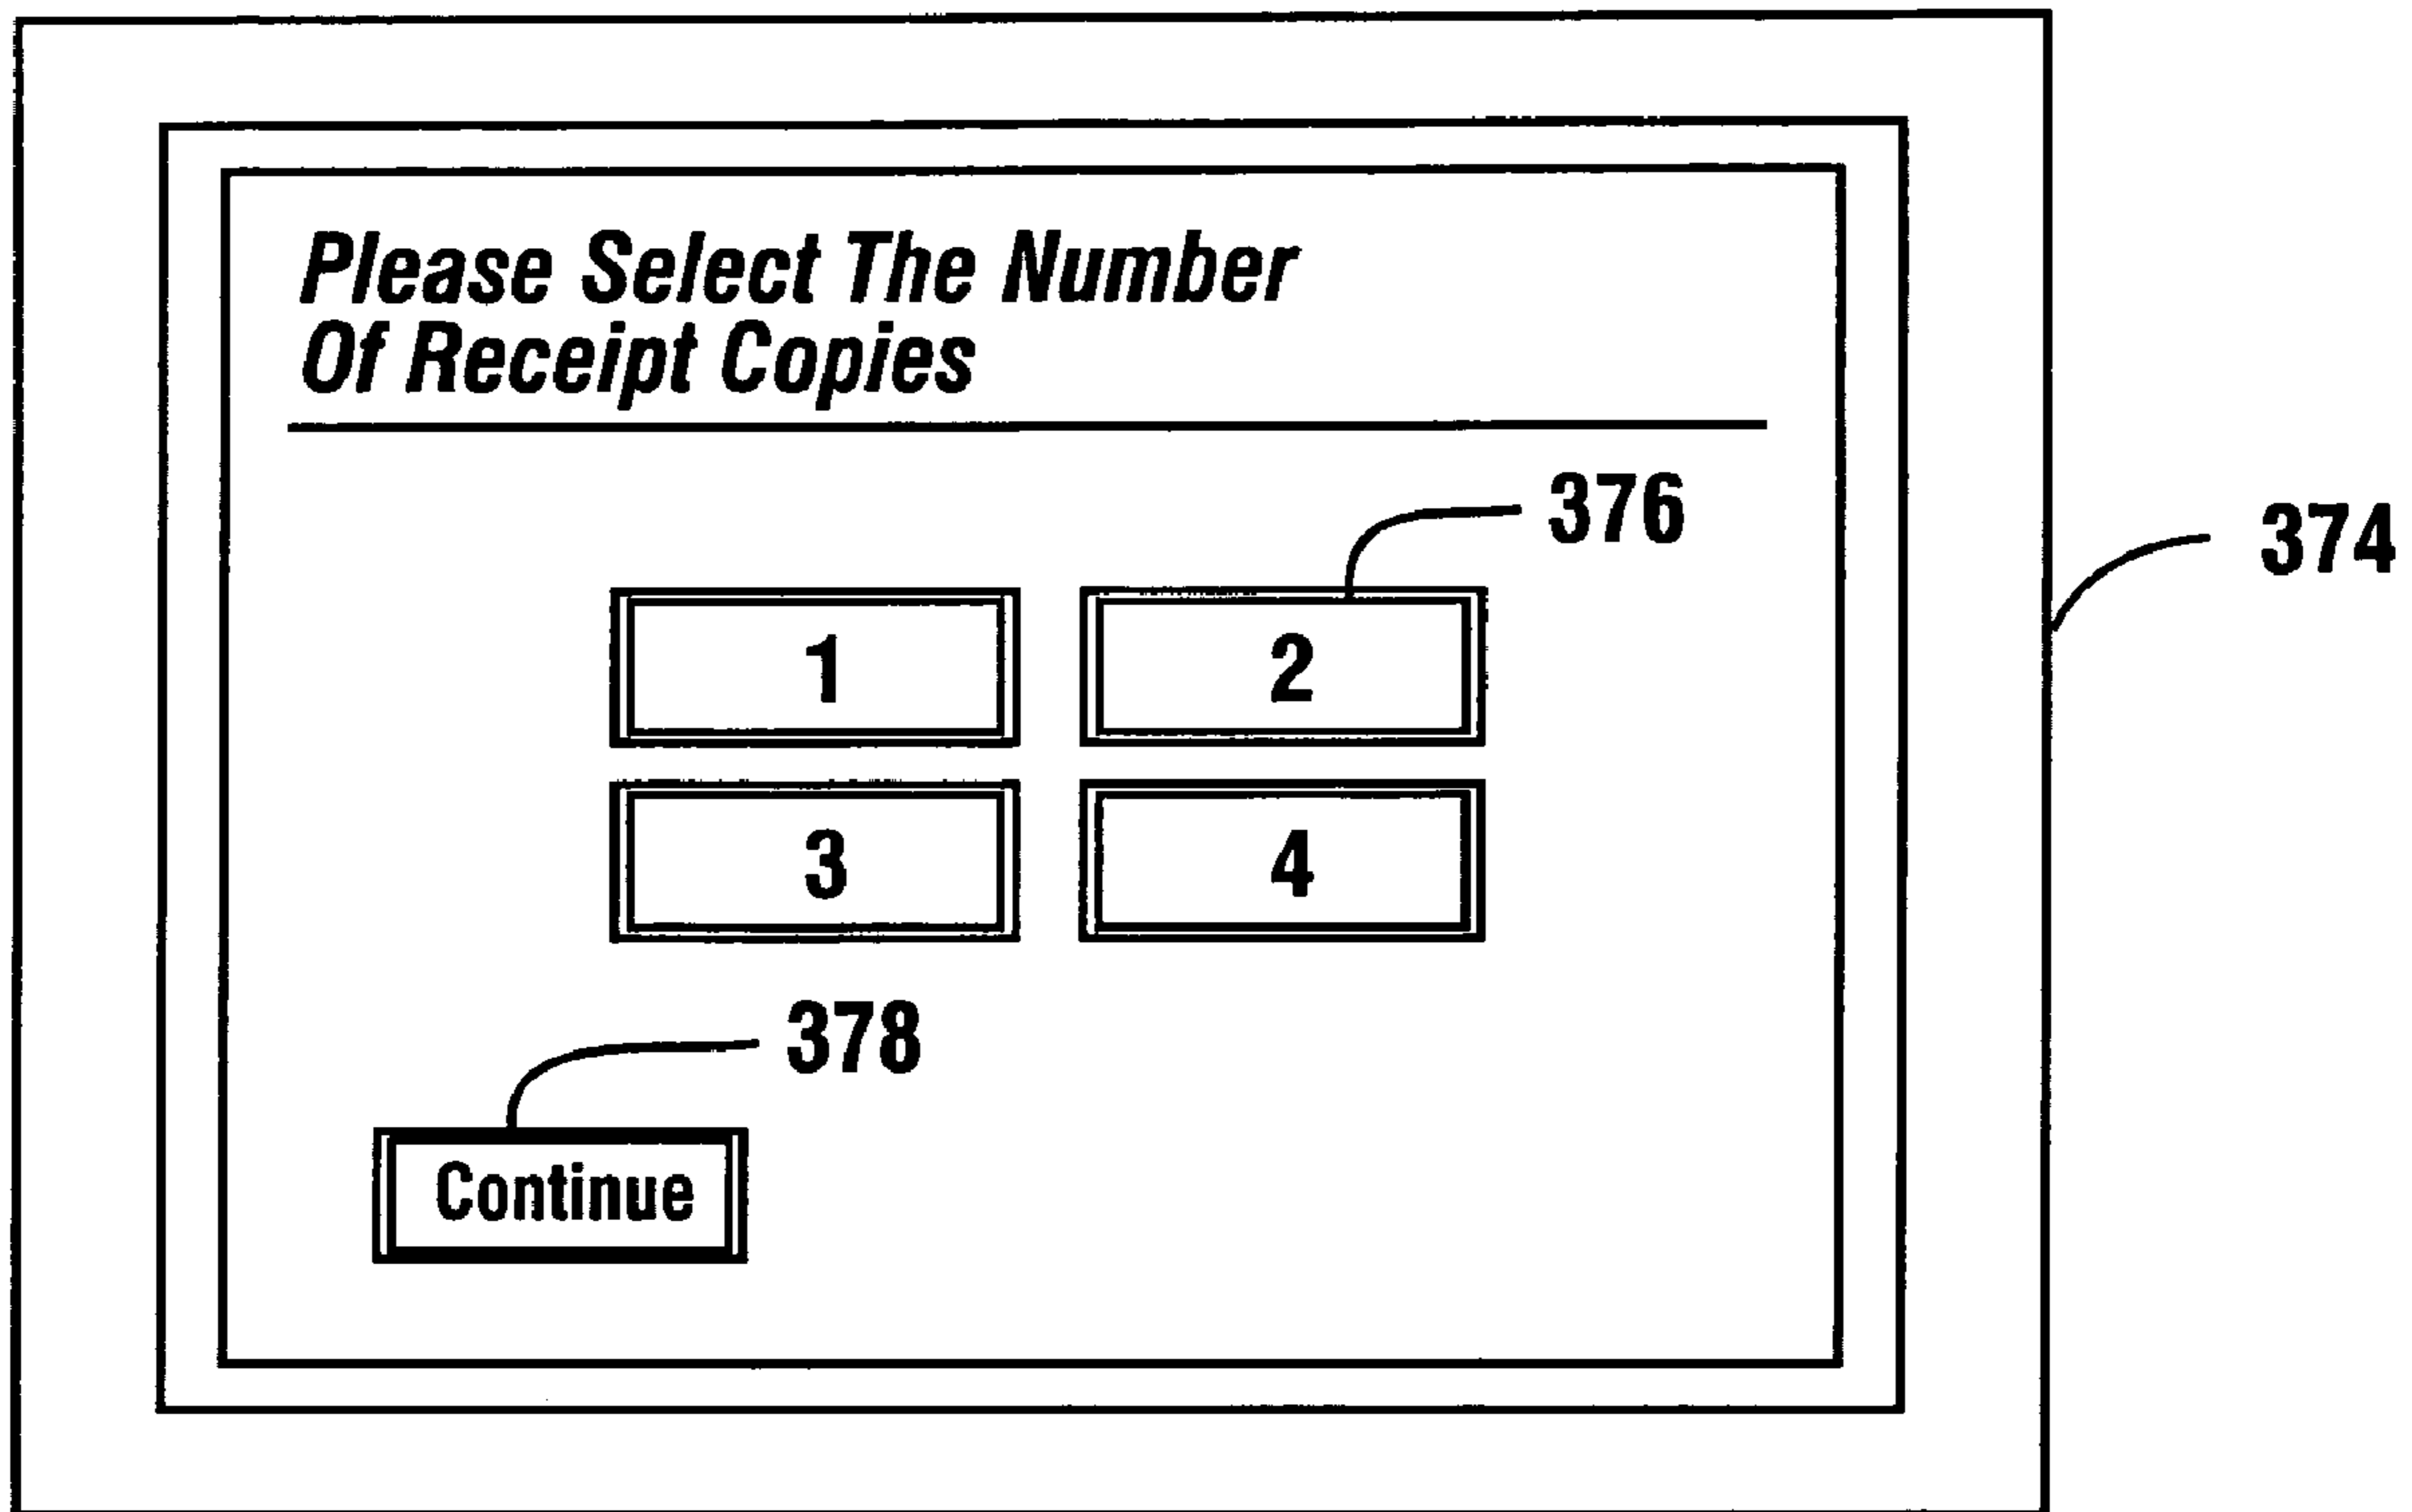 Please Select The Number
Of Receipt Copies
376
374
1 2
3 4
378
Continue